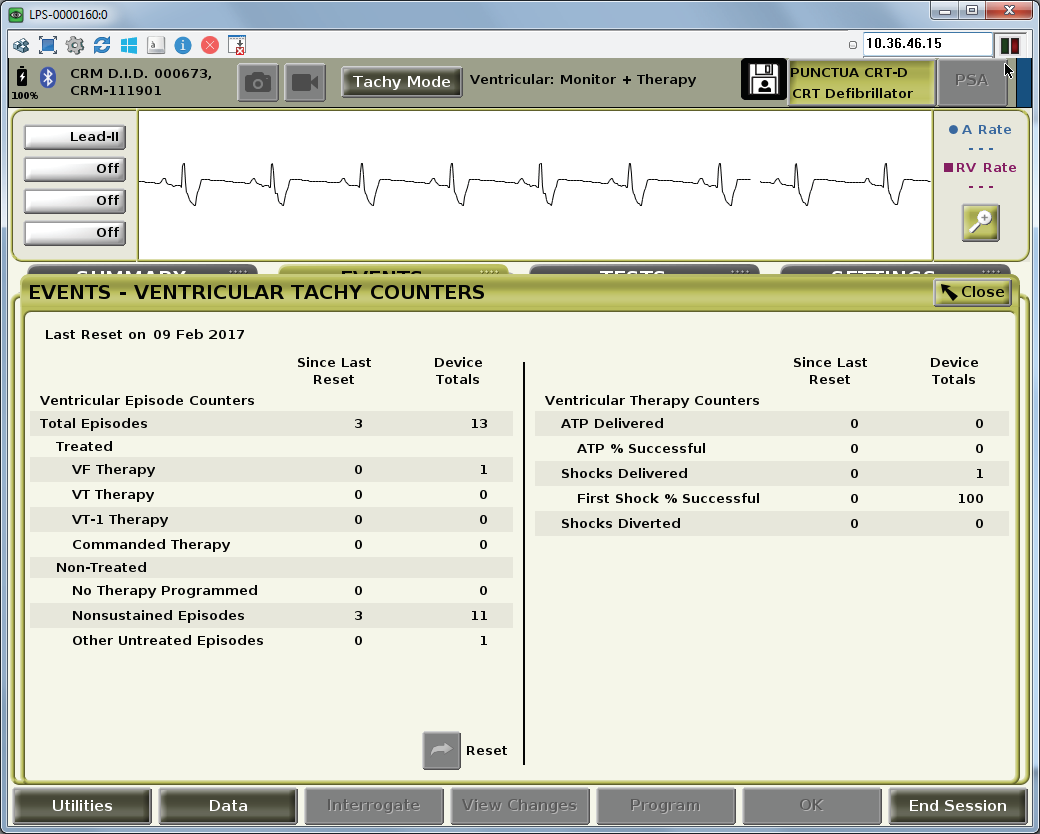 LPS-0000160:0
10.36.46.15
100%
CRM D.I.D. 000673,
CRM-111901
Tachy Mode
Ventricular: Monitor + Therapy
PUNCTUA CRT-D
CRT Defibrillator
PSA
Lead-II
Off
Off
Off
A Rate
- - -
RV Rate
- - -
SUMMARY EVENTS TESTS SETTINGS
EVENTS - VENTRICULAR TACHY COUNTERS
Close
Last Reset on 09 Feb 2017
Since Last Reset Device Totals
Ventricular Episode Counters
Total Episodes 3 13
Treated
VF Therapy 0 1
VT Therapy 0 0
VT-1 Therapy 0 0
Commanded Therapy 0 0
Non-Treated
No Therapy Programmed 0 0
Nonsustained Episodes 3 11
Other Untreated Episodes 0 1
Reset
Since Last Reset Device Totals
Ventricular Therapy Counters
ATP Delivered 0 0
ATP % Successful 0 0
Shocks Delivered 0 1
First Shock % Successful 0 100
Shocks Diverted 0 0
Utilities Data Interrogate View Changes Program OK End Session